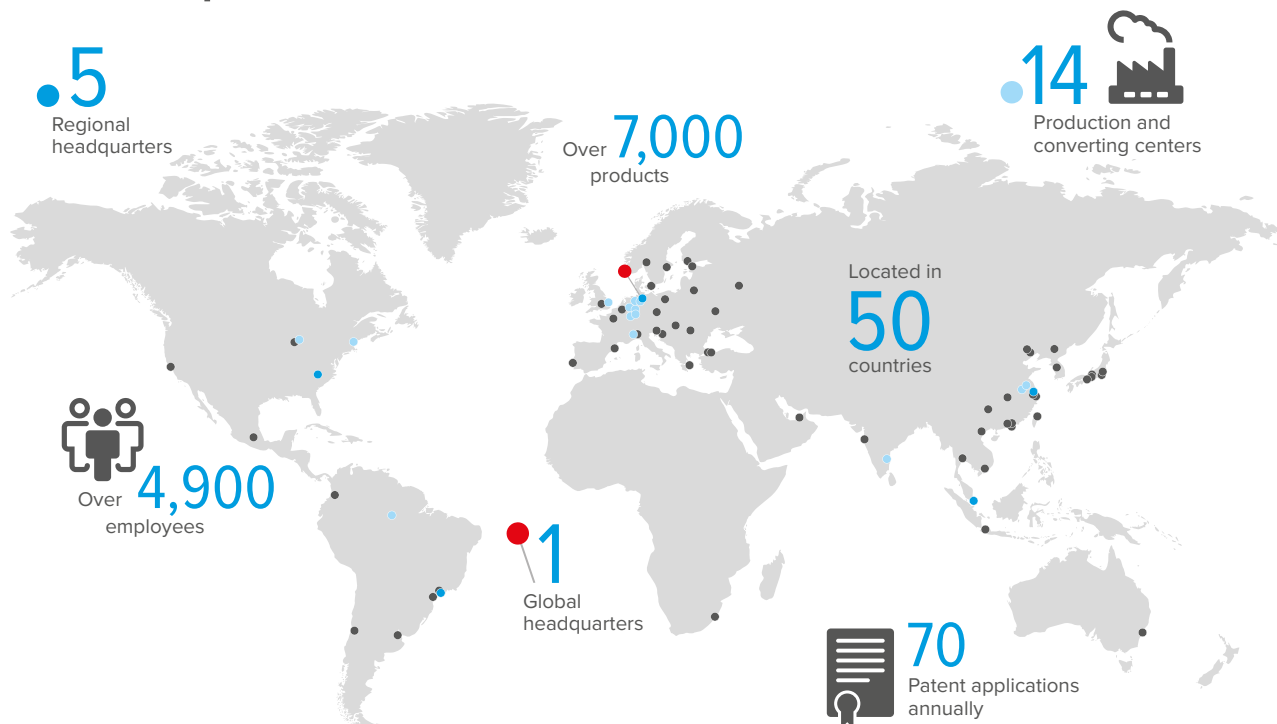 5
Regional
headquarters
14
Production and
converting centers
Over 7,000
products
Located in
50
countries
Over 4,900
employees
1
Global
headquarters
70
Patent applications
annually